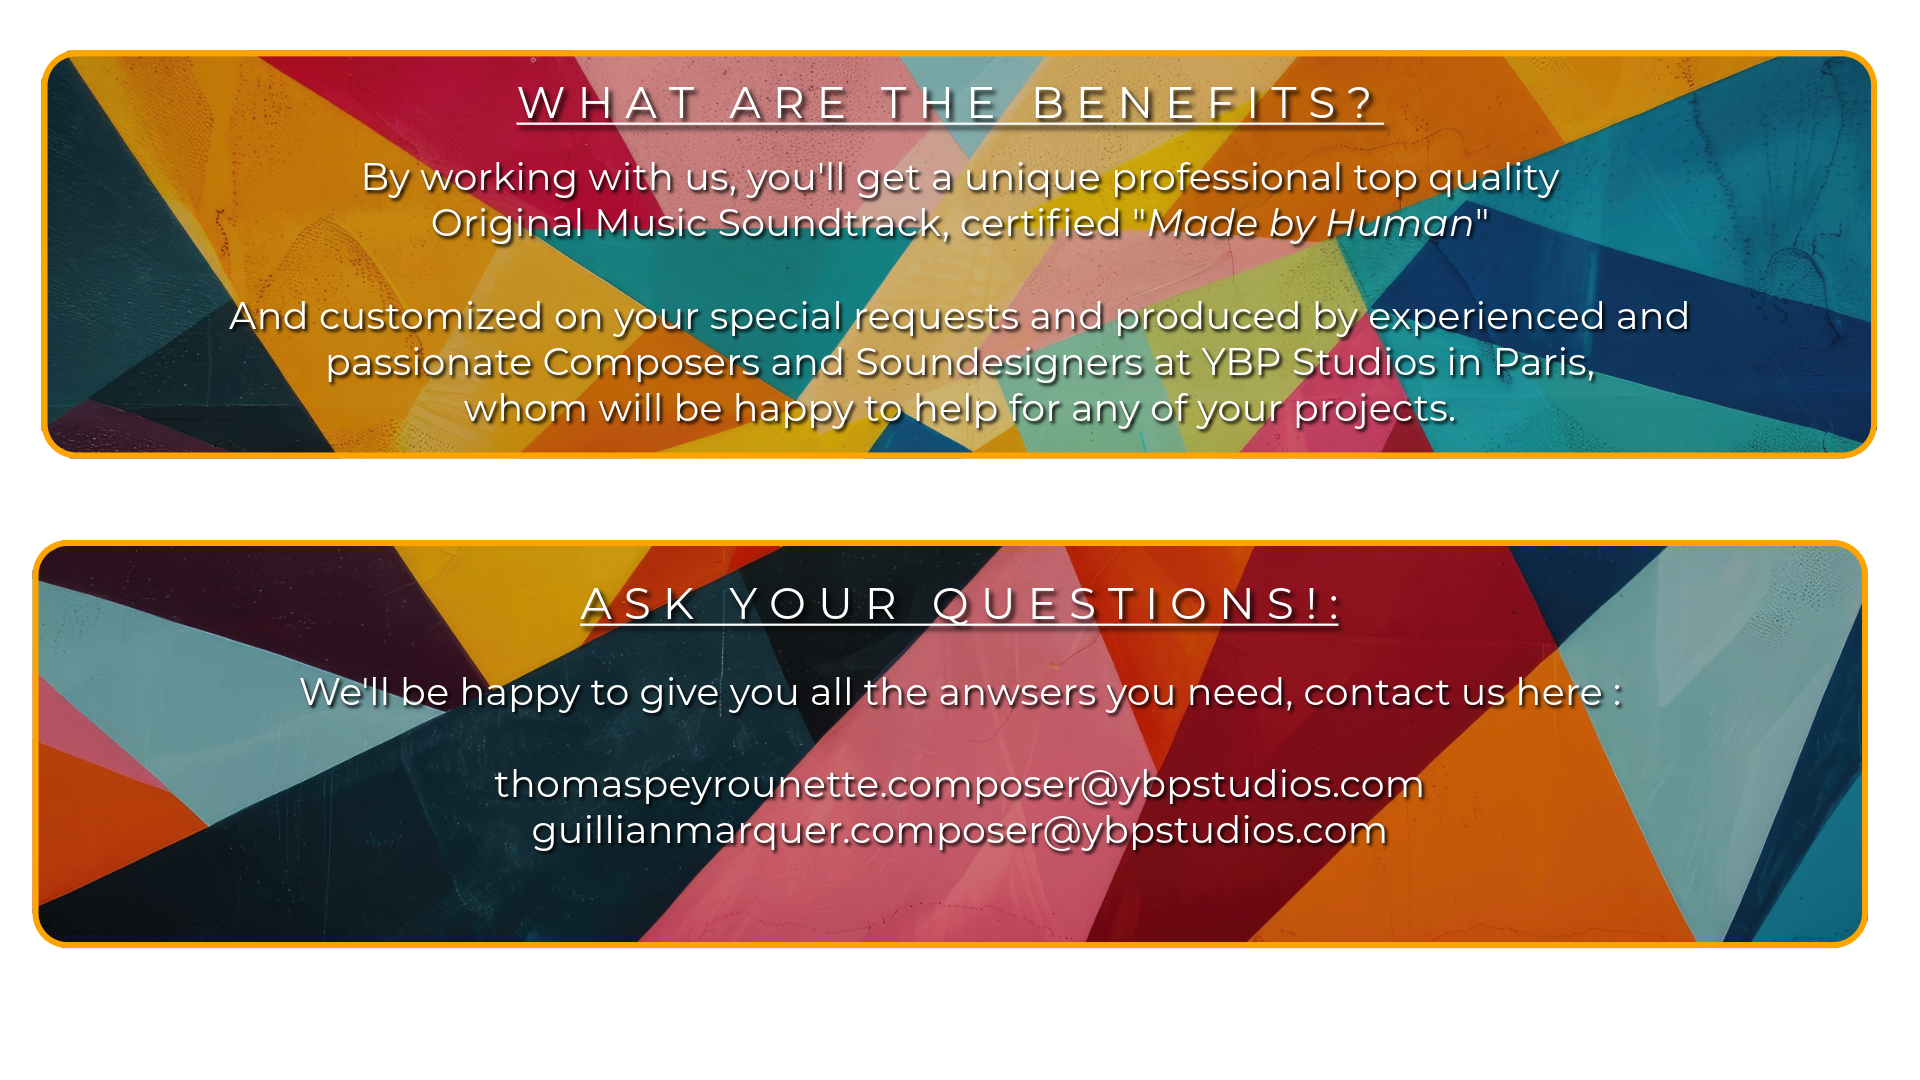 WHAT ARE THE BENEFITS?
By working with us, you'll get a unique professional top quality
Original Music Soundtrack, certified "Made by Human"
And customized on your special requests and produced by experienced and
passionate Composers and Soundesigners at YBP Studios in Paris,
whom will be happy to help for any of your projects.
ASK YOUR QUESTIONS!:
We'll be happy to give you all the anwsers you need, contact us here :
thomaspeyrounette.composer@ybpstudios.com
guillianmarquer.composer@ybpstudios.com